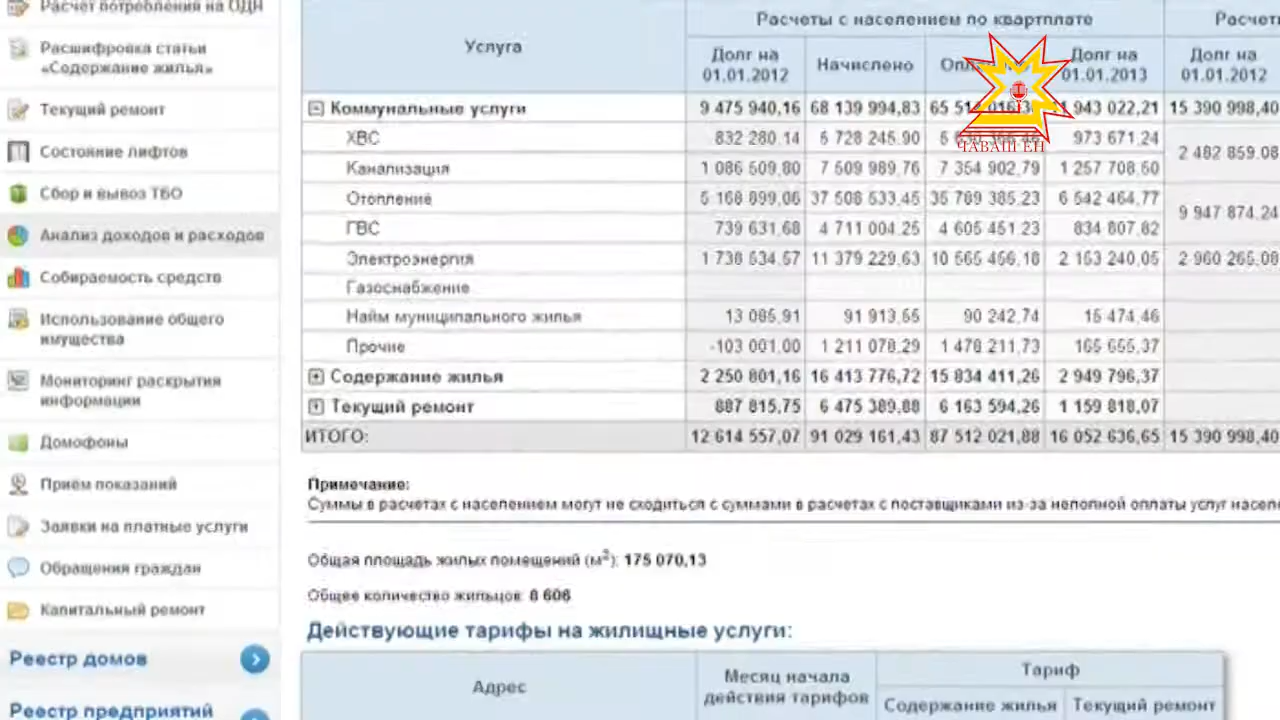 Расчет потребления на ОДН
Расшифровка статьи
«Содержание жилья»
Текущий ремонт
Состояние лифтов
Сбор и вывоз ТБО
Анализ доходов и расходов
Собираемость средств
Использование общего
имущества
Мониторинг раскрытия
информации
Домофоны
Приём показаний
Заявки на платные услуги
Обращения граждан
Капитальный ремонт
Реестр домов
Реестр предприятий
Услуга
Расчеты с населением по квартплате
Долг на
01.01.2012
Начислено
Долг на
01.01.2013
Долг на
01.01.2012
Коммунальные услуги 9 475 940,16 68 139 994,83 943 022,21 15 390 998,40
ХВС 832 280.14 5 728 245.90 973 671,24
2 482 859.08
Канализация 1 086 509,80 7 509 989,76 7 354 902,79 1 257 708,50
Отопление 5 168 899,06 37 508 533,45 35 789 385,23 6 542 464,77
9 947 874,24
ГВС 739 631,68 4 711 004.25 4 605 451.23 834 807,82
Электроэнергия 1 738 534,57 11 379 229,63 10 565 456,18 2 153 240,05 2 960 265.08
Газоснабжение
Найм муниципального жилья 13 085,91 91 913,55 90 242,74 15 474,46
Прочие -103 001,00 1 211 078,29 1 478 211,73 165 655,37
Содержание жилья 2 250 801,16 16 413 776,72 15 834 411,26 2 949 796,37
Текущий ремонт 887 815,75 6 475 389,88 6 163 594,26 1 159 818,07
ИТОГО: 12 614 557,07 91 029 161,43 87 512 021,88 16 052 636,65 15 390 998,40
ЧАВАШ ЕН
Примечание:
Суммы в расчетах с населением могут не сходиться с суммами в расчетах с поставщиками из-за неполной оплаты услуг
Общая площадь жилых помещений (м²): 175 070,13
Общее количество жильцов: 8 606
Действующие тарифы на жилищные услуги:
Адрес
Месяц начала
действия тарифов
Тариф
Содержание жилья
Текущий ремонт